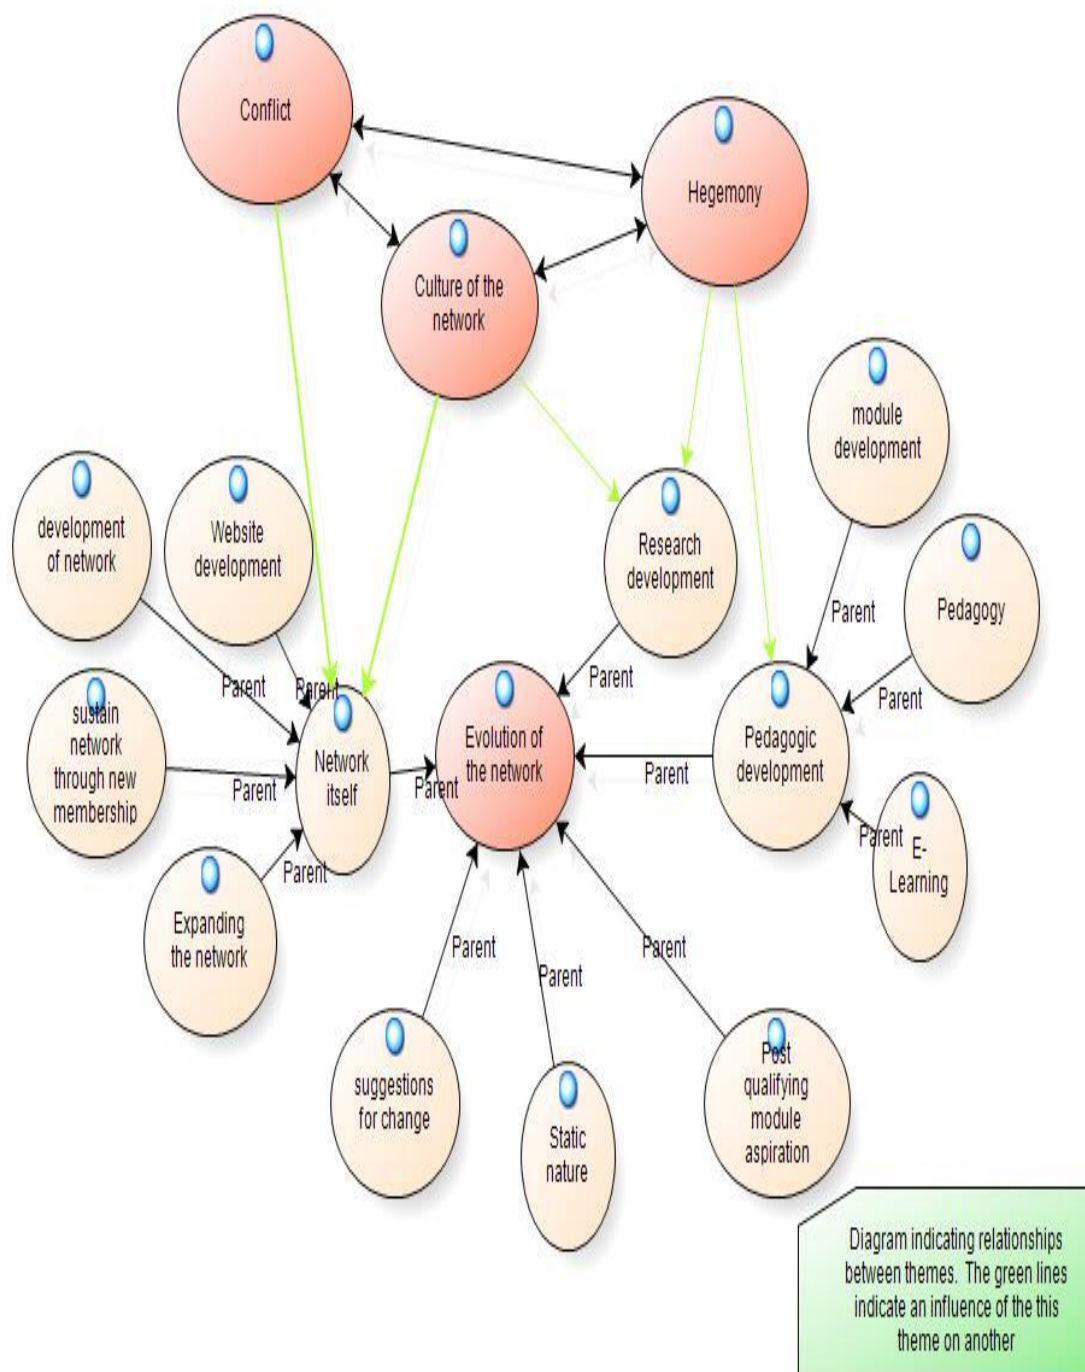 Conflict
Hegemony
Culture of the
network
module
development
development
of network
Website
development
Research
development
Pedagogy
Parent
Parent
Parent
Parent
Parent
sustain
network
through new
membership
Network
itself
Evolution of
the network
Pedagogic
development
Parent
Parent
Parent
Parent
Parent
E-
Learning
Expanding
the network
Parent
Parent
Parent
suggestions
for change
Static
nature
Post
qualifying
module
aspiration
Diagram indicating relationships
between themes. The green lines
indicate an influence of the this
theme on another